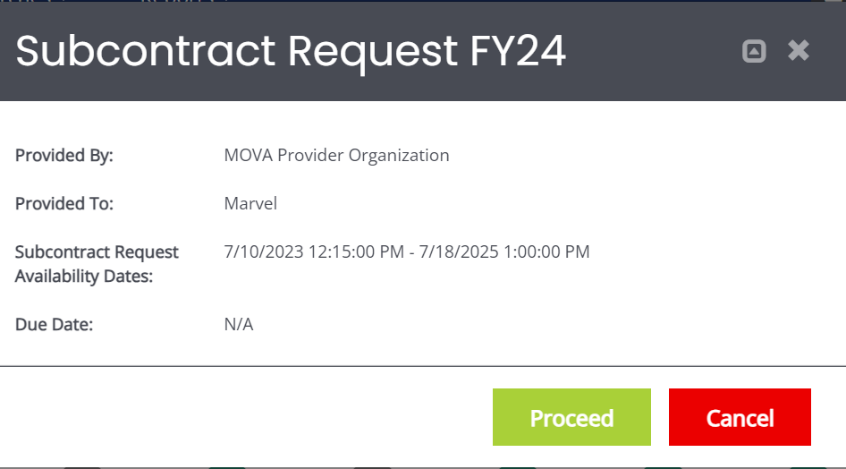 Subcontract Request FY24
Provided By: MOVA Provider Organization
Provided To: Marvel
Subcontract Request 7/10/2023 12:15:00 PM - 7/18/2025 1:00:00 PM
Availability Dates:
Due Date: N/A
Proceed Cancel